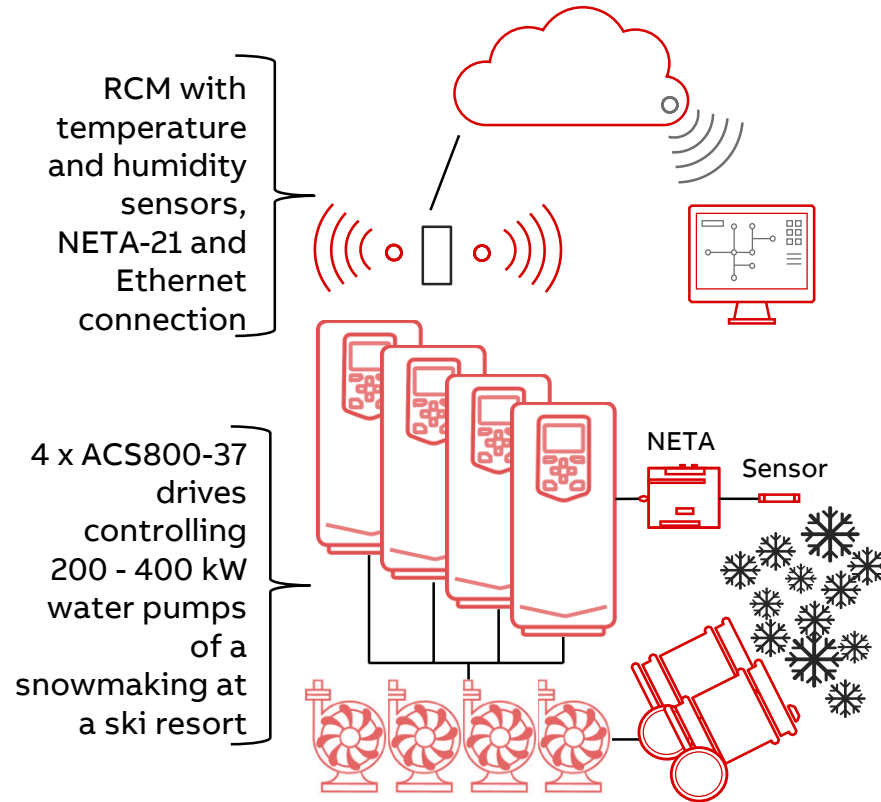 RCM with
temperature
and humidity
sensors,
NETA-21 and
Ethernet
connection
NETA
Sensor
4 x ACS800-37
drives
controlling
200 - 400 kW
water pumps
of a
snowmaking at
a ski resort